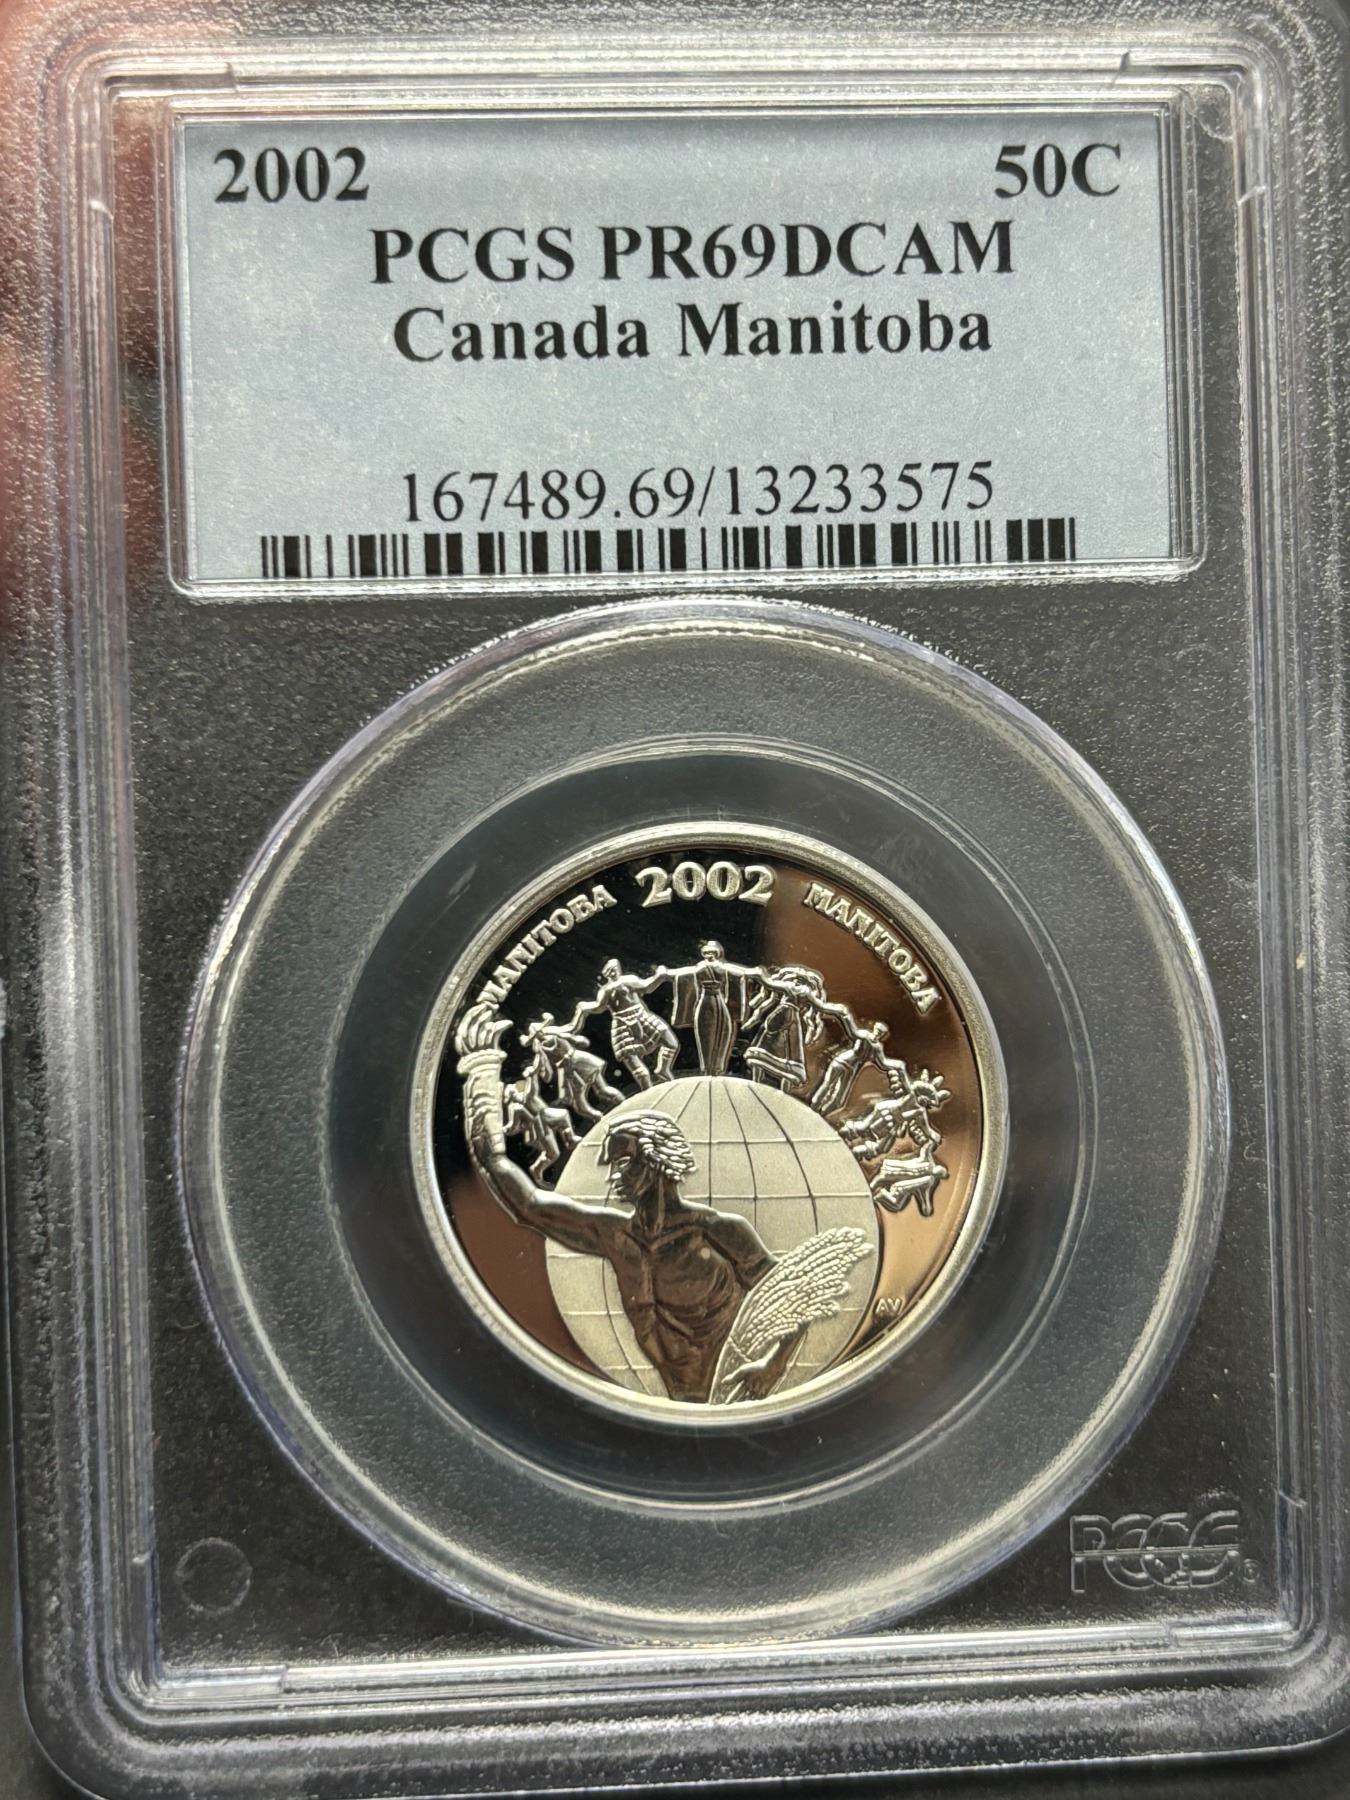 2002 50C
PCGS PR69DCAM
Canada Manitoba
167489.69/13233575
MANITOBA 2002 MANITOBA
AV
PCGS